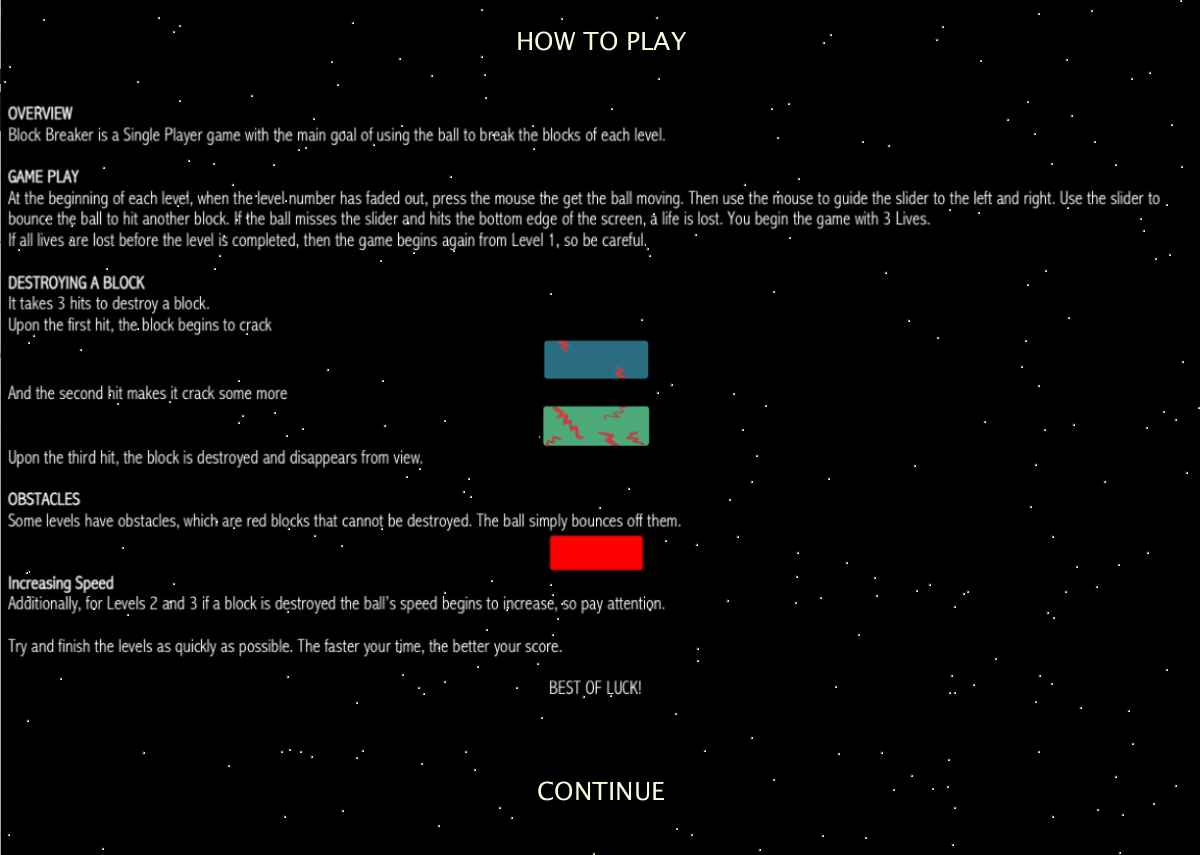 HOW TO PLAY
OVERVIEW
Block Breaker is a Single Player game with the main goal of using the ball to break the blocks of each level.
GAME PLAY
At the beginning of each level, when the level number has faded out, press the mouse the get the ball moving. Then use the mouse to guide the slider to the left and right. Use the slider to
bounce the ball to hit another block. If the ball misses the slider and hits the bottom edge of the screen, a life is lost. You begin the game with 3 Lives.
If all lives are lost before the level is completed, then the game begins again from Level 1, so be careful.
DESTROYING A BLOCK
It takes 3 hits to destroy a block.
Upon the first hit, the block begins to crack
And the second hit makes it crack some more
Upon the third hit, the block is destroyed and disappears from view.
OBSTACLES
Some levels have obstacles, which are red blocks that cannot be destroyed. The ball simply bounces off them.
Increasing Speed
Additionally, for Levels 2 and 3 if a block is destroyed the ball's speed begins to increase, so pay attention.
Try and finish the levels as quickly as possible. The faster your time, the better your score.
BEST OF LUCK!
CONTINUE